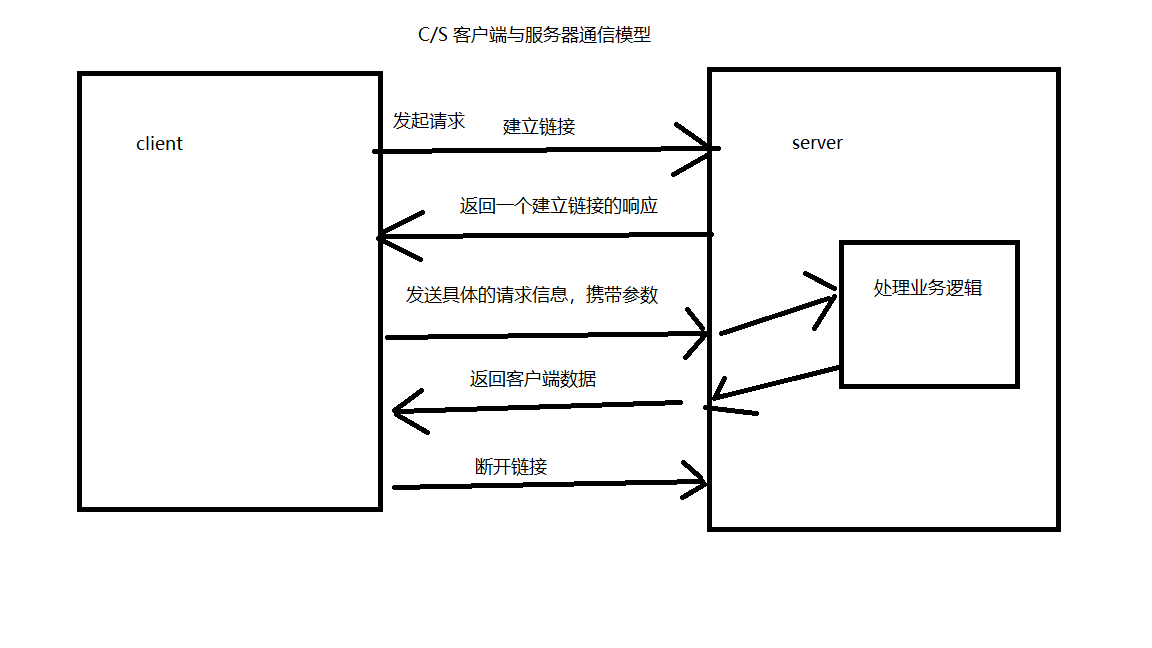 C/S 客户端与服务器通信模型
client
发起请求
建立链接
server
返回一个建立链接的响应
发送具体的请求信息，携带参数
处理业务逻辑
返回客户端数据
断开链接